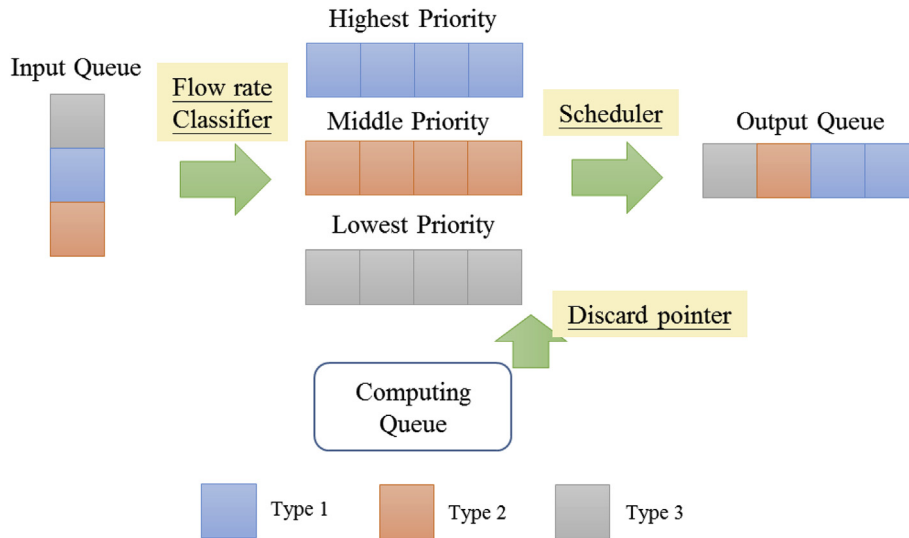 Highest Priority
Input Queue
Flow rate
Classifier
Middle Priority
Scheduler
Output Queue
Lowest Priority
Discard pointer
Computing
Queue
Type 1
Type 2
Type 3